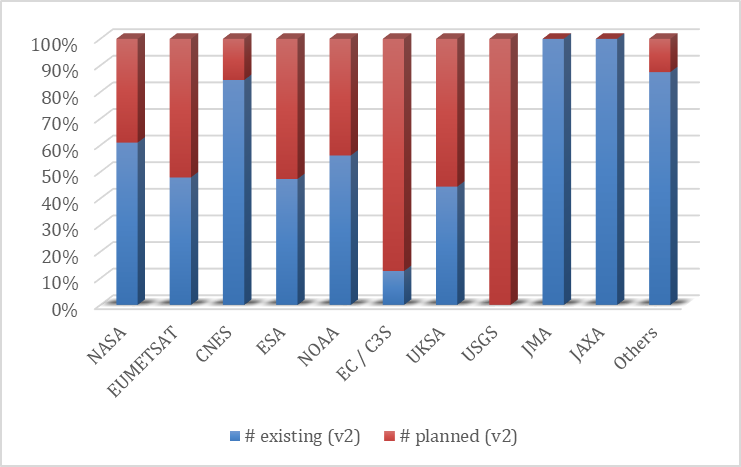 100%
90%
80%
70%
60%
50%
40%
30%
20%
10%
0%
NASA
EUMETSAT
CNES
ESA
NOAA
EC / C3S
UKSA
USGS
JMA
JAXA
Others
# existing (v2)
# planned (v2)